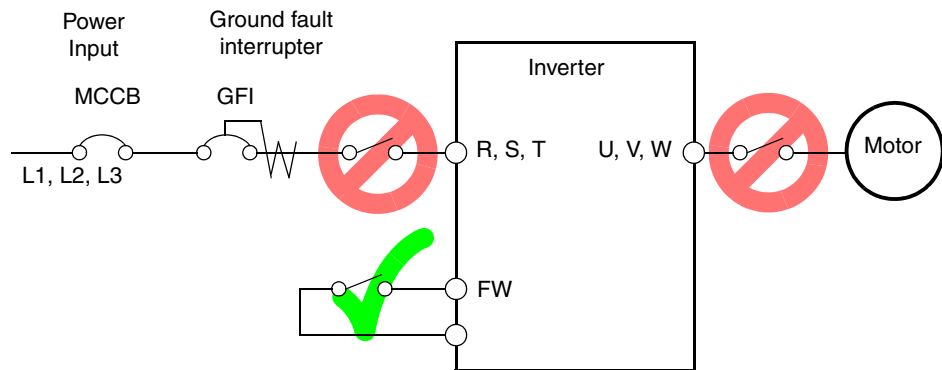 Power
Input
Ground fault
interrupter
MCCB
GFI
Inverter
L1, L2, L3
R, S, T
U, V, W
Motor
FW